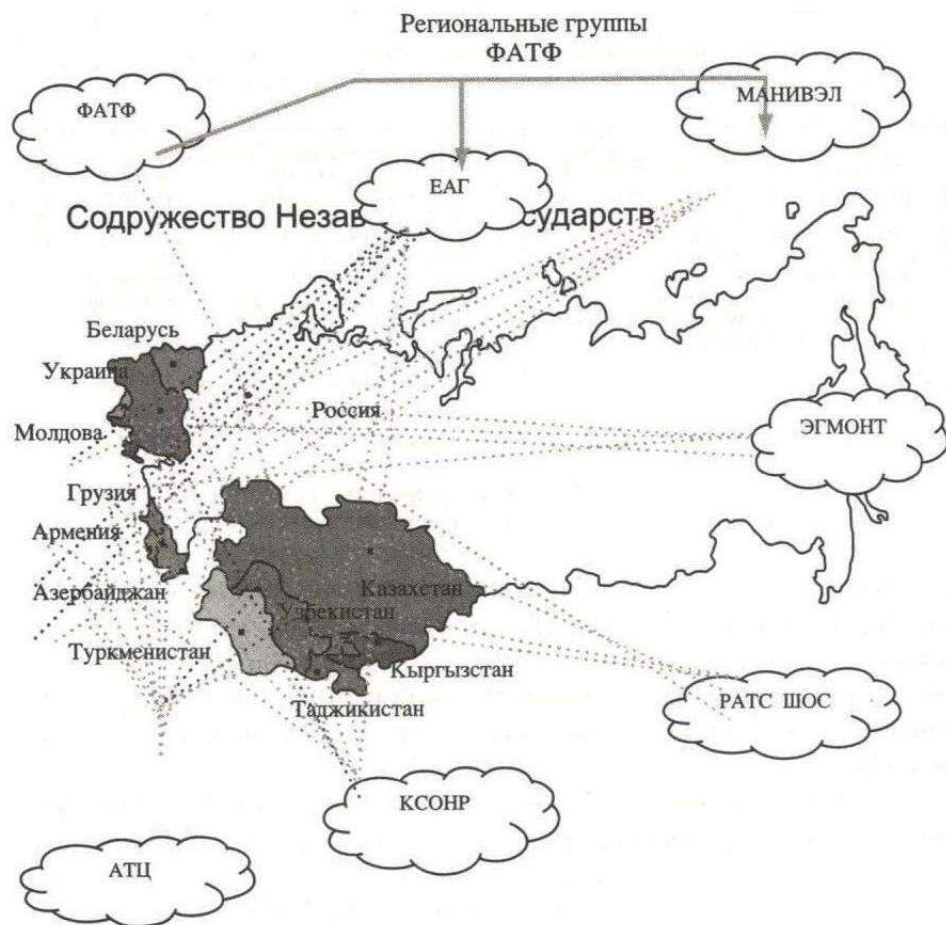 Региональные группы
ФАТФ
ФАТФ
МАНИВЭЛ
ЕАГ
Содружество Незав сударств
Беларусь
Украина
Россия
Молдова
ЭГМОНТ
Грузия
Армения
Азербайджан
Казахстан
Узбекистан
Туркменистан
Кыргызстан
Таджикистан
РАТС ШОС
КСОНР
АТЦ